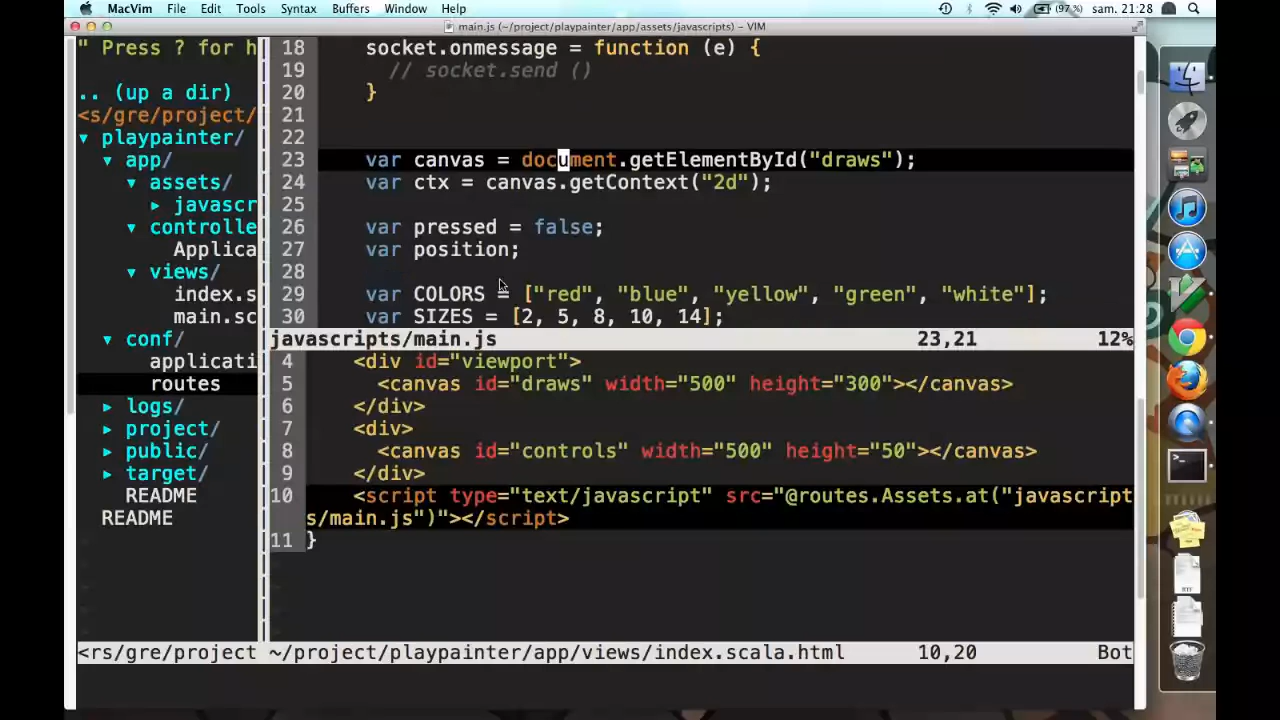 MacVim File Edit Tools Syntax Buffers Window Help (97 %) sam. 21:28
main.js (~/project/playpainter/app/assets/javascripts) – VIM
" Press ? for h
.. (up a dir)
<s/gre/project/
▼ playpainter/
▼ app/
▼ assets/
▸ javascr
▼ controlle
Applica
▼ views/
index.s
main.sc
▼ conf/
applicati
routes
▸ logs/
▸ project/
▸ public/
▸ target/
README
README
<rs/gre/project
18 socket.onmessage = function (e) {
19 // socket.send ()
20 }
21
22
23 var canvas = document.getElementById("draws");
24 var ctx = canvas.getContext("2d");
25
26 var pressed = false;
27 var position;
28
29 var COLORS = ["red", "blue", "yellow", "green", "white"];
30 var SIZES = [2, 5, 8, 10, 14];
javascripts/main.js 23,21 12%
4 <div id="viewport">
5 <canvas id="draws" width="500" height="300"></canvas>
6 </div>
7 <div>
8 <canvas id="controls" width="500" height="50"></canvas>
9 </div>
10 <script type="text/javascript" src="@routes.Assets.at("javascript
s/main.js")"></script>
11 }
~/project/playpainter/app/views/index.scala.html 10,20 Bot